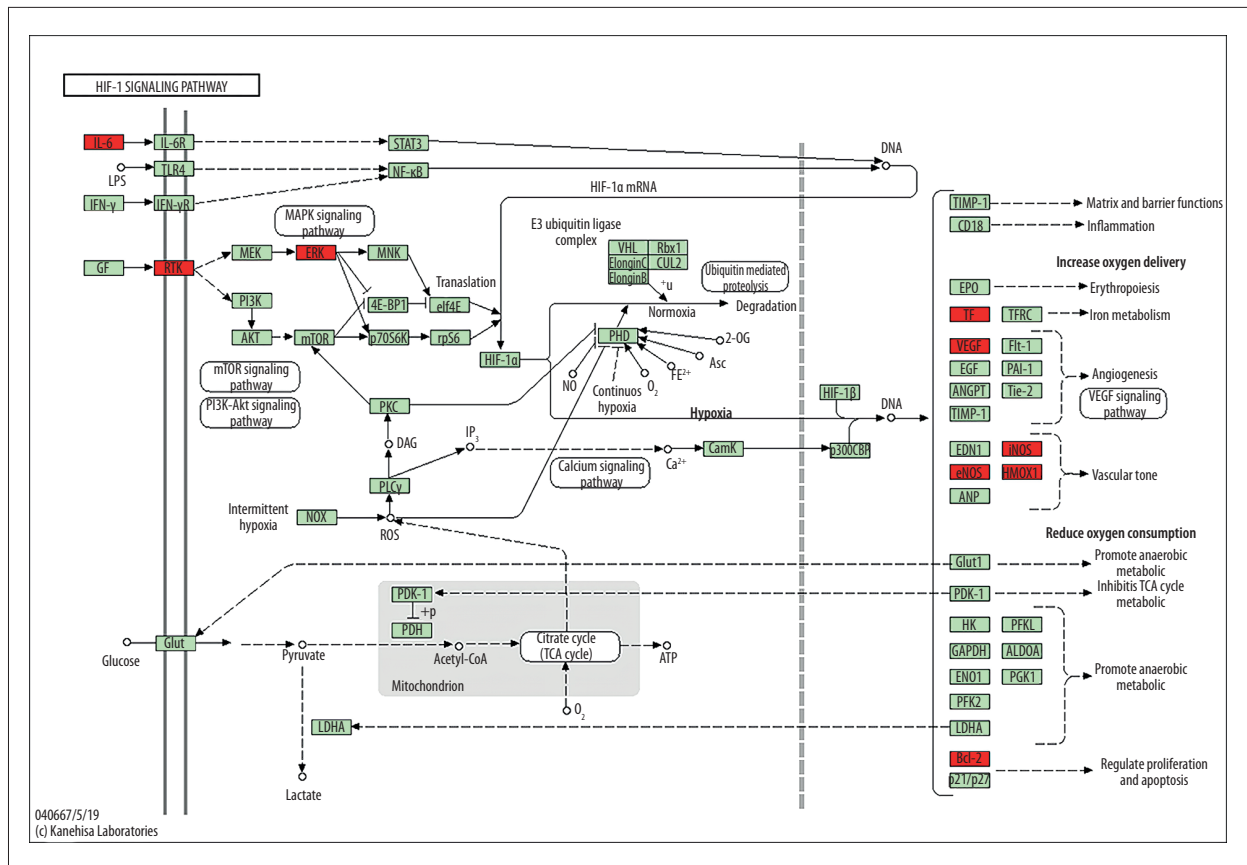 HIF-1 SIGNALING PATHWAY
IL-6
IL-6R
STAT3
DNA
LPS
TLR4
NF-κB
HIF-1α mRNA
IFN-γ
IFN-γR
MAPK signaling
pathway
E3 ubiquitin ligase
complex
VHL
Rbx1
ElonginC
CUL2
ElonginB
+u
Ubiquitin mediated
proteolysis
GF
RTK
MEK
ERK
MNK
Tranaslation
PI3K
4E-BP1
elf4E
Normoxia
Degradation
AKT
mTOR
p70S6K
rpS6
HIF-1α
PHD
2-OG
Asc
FE2+
O2
NO
Continuos
hypoxia
mTOR signaling
pathway
PI3K-Akt signaling
pathway
PKC
Hypoxia
HIF-1β
DNA
DAG
IP3
Calcium signaling
pathway
Ca2+
CamK
p300CBP
PLCγ
Intermittent
hypoxia
NOX
ROS
TIMP-1
Matrix and barrier functions
CD18
Inflammation
Increase oxygen delivery
EPO
Erythropoiesis
TF
TFRC
Iron metabolism
VEGF
Flt-1
EGF
PAI-1
Angiogenesis
ANGPT
Tie-2
VEGF signaling
pathway
TIMP-1
EDN1
iNOS
eNOS
HMOX1
Vascular tone
ANP
Reduce oxygen consumption
Glut1
Promote anaerobic
metabolic
PDK-1
Inhibitis TCA cycle
metabolic
PDK-1
+p
PDH
Glucose
Glut
Pyruvate
Acetyl-CoA
Citrate cycle
(TCA cycle)
ATP
Mitochondrion
O2
HK
PFKL
GAPDH
ALDOA
ENO1
PGK1
Promote anaerobic
metabolic
PFK2
LDHA
LDHA
Lactate
Bcl-2
p21/p27
Regulate proliferation
and apoptosis
040667/5/19
(c) Kanehisa Laboratories